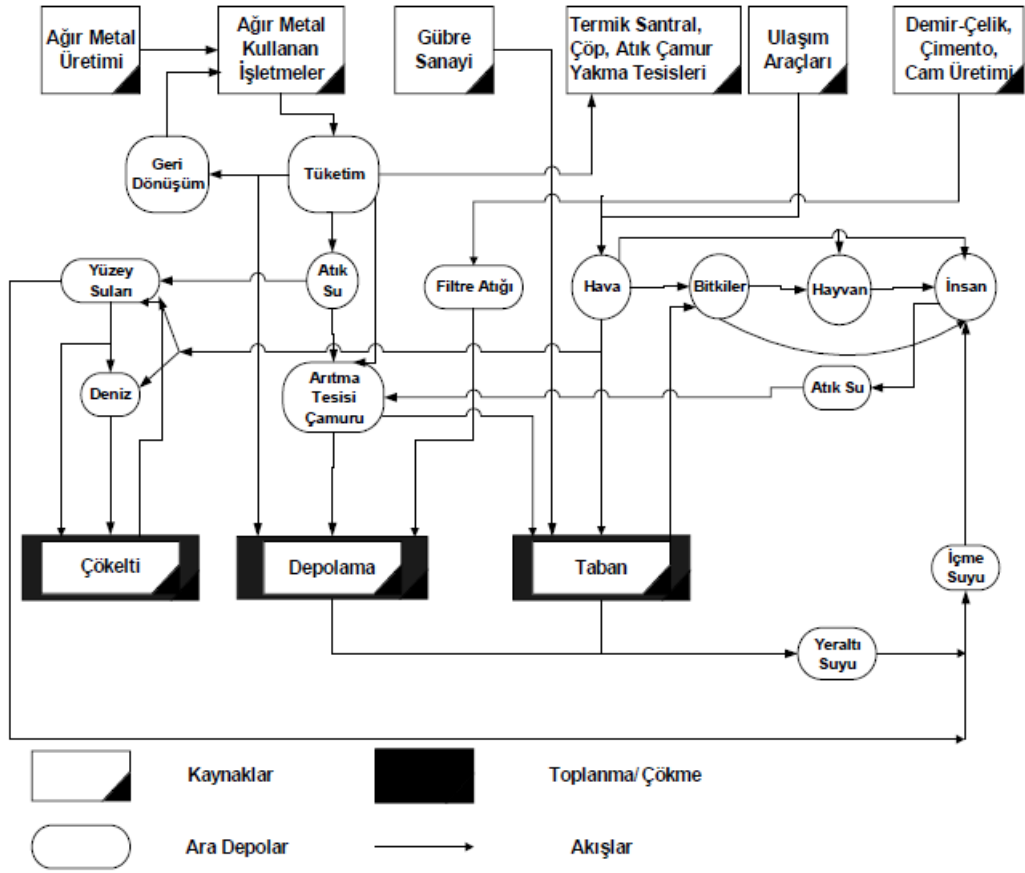 Ağır Metal
Üretimi
Ağır Metal
Kullanan
İşletmeler
Gübre
Sanayi
Termik Santral,
Çöp, Atık Çamur
Yakma Tesisleri
Ulaşım
Araçları
Demir-Çelik,
Çimento,
Cam Üretimi
Geri
Dönüşüm
Tüketim
Yüzey
Suları
Atık
Su
Filtre Atığı
Hava
Bitkiler
Hayvan
İnsan
Deniz
Arıtma
Tesisi
Çamuru
Atık Su
Çökelti
Depolama
Taban
İçme
Suyu
Yeraltı
Suyu
Kaynaklar
Toplanma/Çökme
Ara Depolar
Akışlar